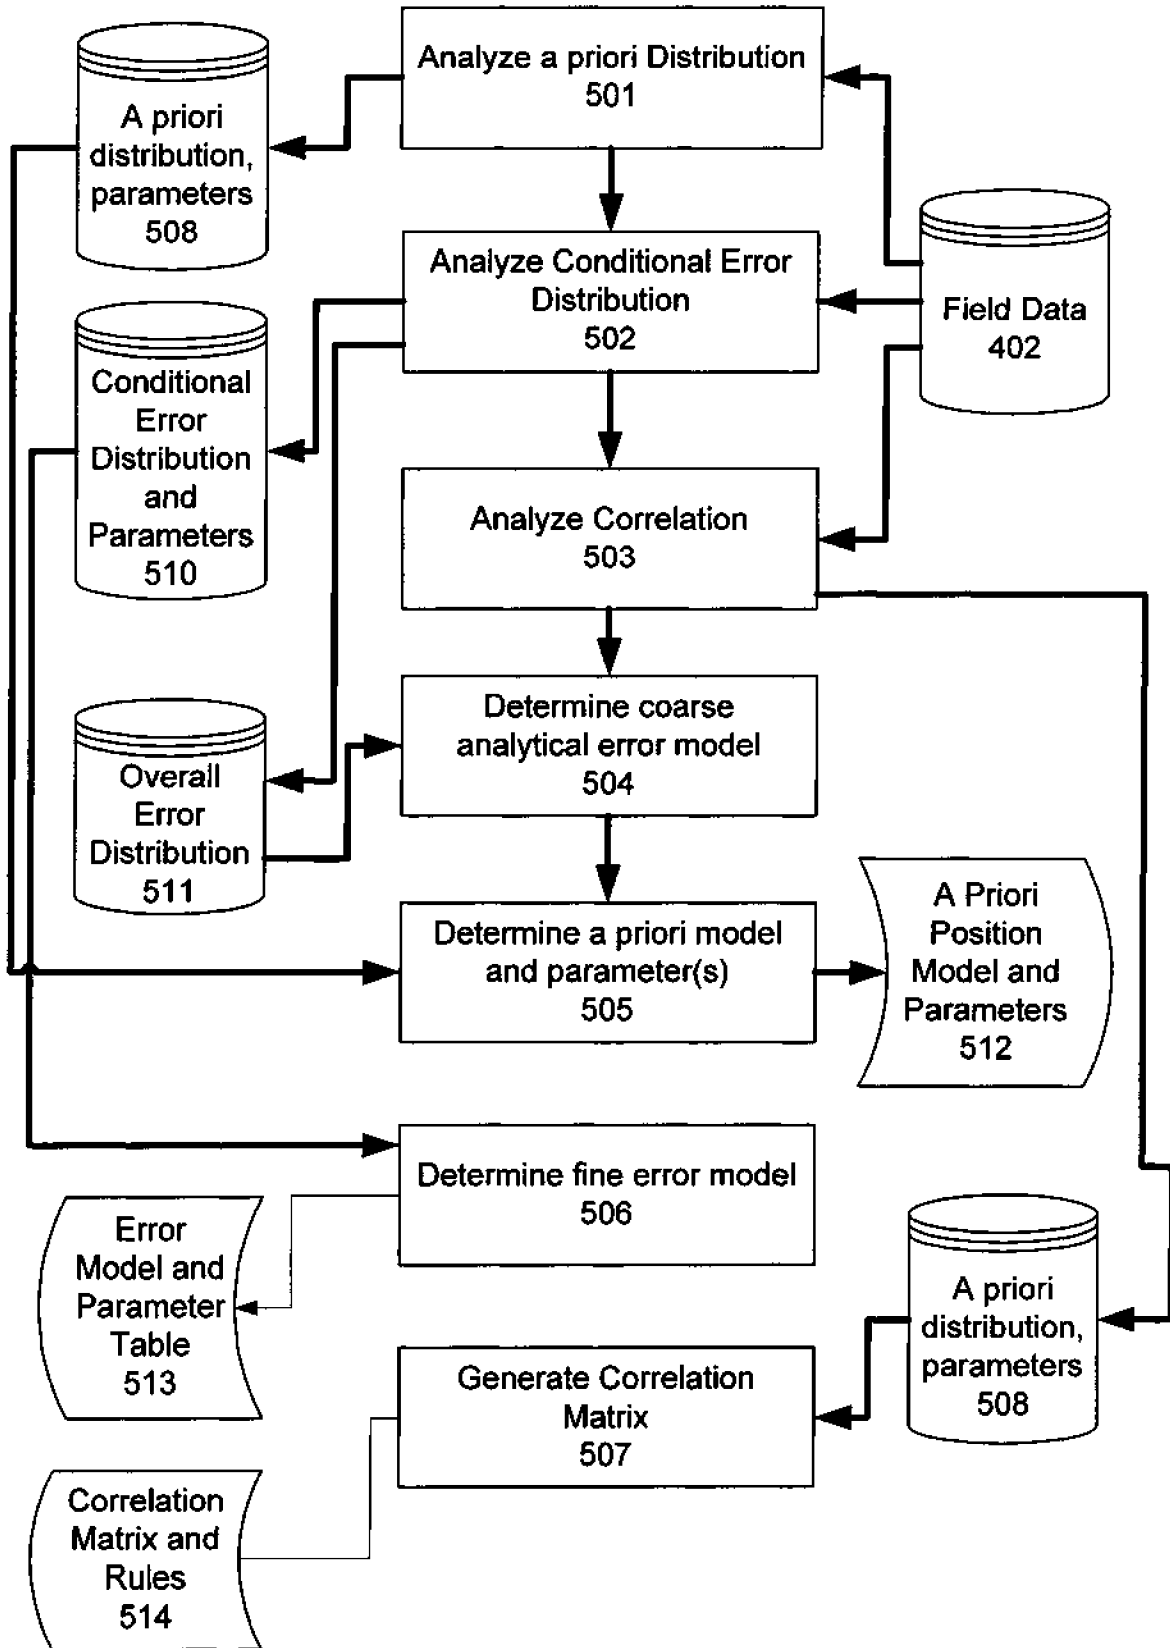 Analyze a priori Distribution
501
A priori
distribution,
parameters
508
Analyze Conditional Error
Distribution
502
Field Data
402
Conditional
Error
Distribution
and
Parameters
510
Analyze Correlation
503
Determine coarse
analytical error model
504
Overall
Error
Distribution
511
Determine a priori model
and parameter(s)
505
A Priori
Position
Model and
Parameters
512
Determine fine error model
506
Error
Model and
Parameter
Table
513
A priori
distribution,
parameters
508
Generate Correlation
Matrix
507
Correlation
Matrix and
Rules
514